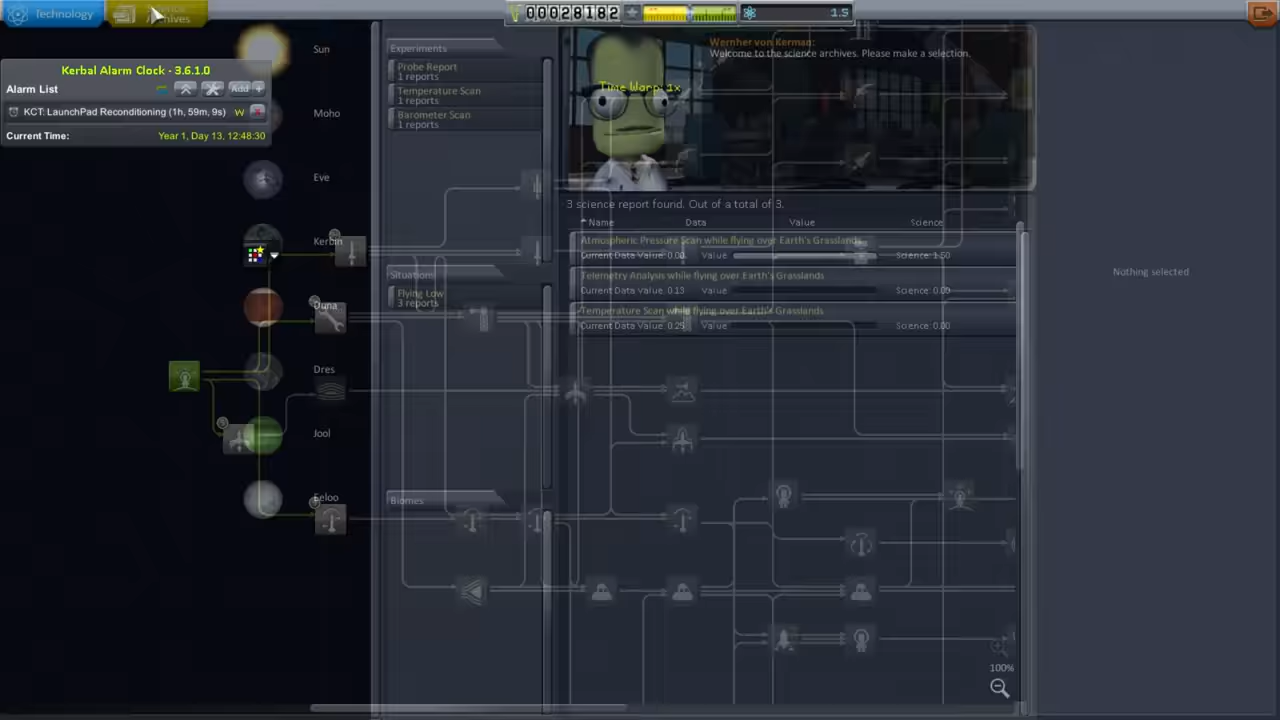 Technology
Science Archives
00028182
1.5
Sun
Kerbal Alarm Clock - 3.6.1.0
Alarm List
Add +
KCT: LaunchPad Reconditioning (1h, 59m, 9s) W
Current Time:
Year 1, Day 13, 12:48:30
Moho
Eve
Kerbin
Duna
Dres
Jool
Eeloo
Experiments
Probe Report
1 reports
Temperature Scan
1 reports
Barometer Scan
1 reports
Situations
Flying Low
3 reports
Biomes
Wernher von Kerman:
Welcome to the science archives. Please make a selection.
Time Warp: 1x
3 science report found. Out of a total of 3.
Name Data Value Science
Atmospheric Pressure Scan while flying over Earth's Grasslands
Current Data Value: 0.00 Value Science: 1.50
Telemetry Analysis while flying over Earth's Grasslands
Current Data Value: 0.13 Value Science: 0.00
Temperature Scan while flying over Earth's Grasslands
Current Data Value: 0.25 Value Science: 0.00
Nothing selected
100%